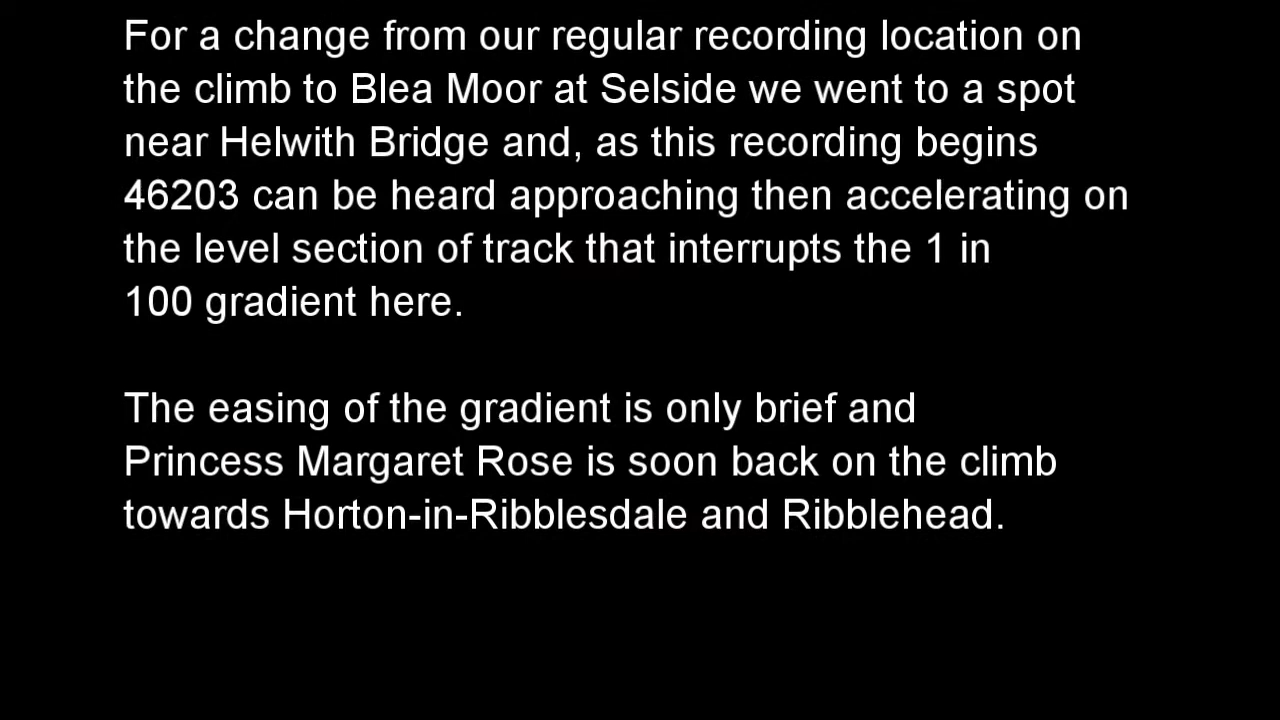 For a change from our regular recording location on
the climb to Blea Moor at Selside we went to a spot
near Helwith Bridge and, as this recording begins
46203 can be heard approaching then accelerating on
the level section of track that interrupts the 1 in
100 gradient here.
The easing of the gradient is only brief and
Princess Margaret Rose is soon back on the climb
towards Horton-in-Ribblesdale and Ribblehead.